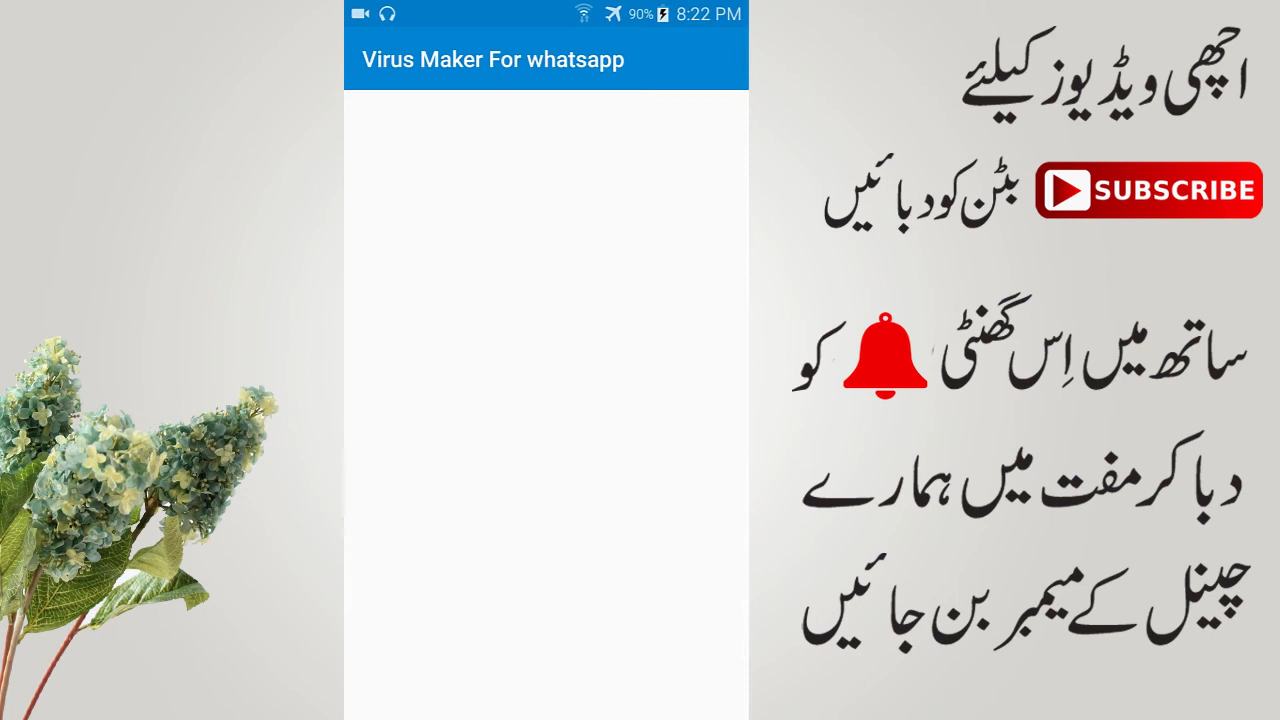 90% 8:22 PM
Virus Maker For whatsapp
اچھی ویڈیوز کیلئے
SUBSCRIBE بٹن کو دبائیں
ساتھ میں اِس گھنٹی کو
دبا کر مفت میں ہمارے
چینل کے میمبر بن جائیں